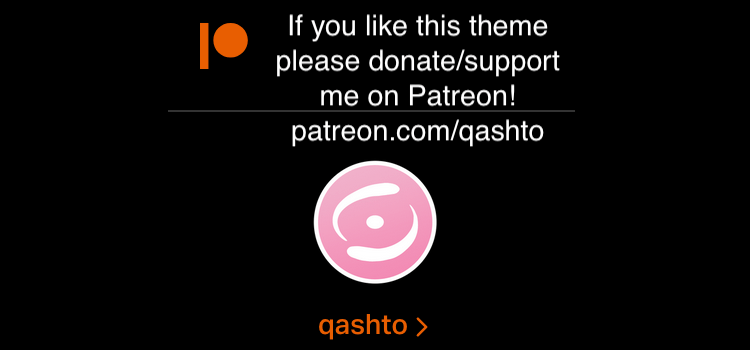 If you like this theme
please donate/support
me on Patreon!
patreon.com/qashto
qashto >